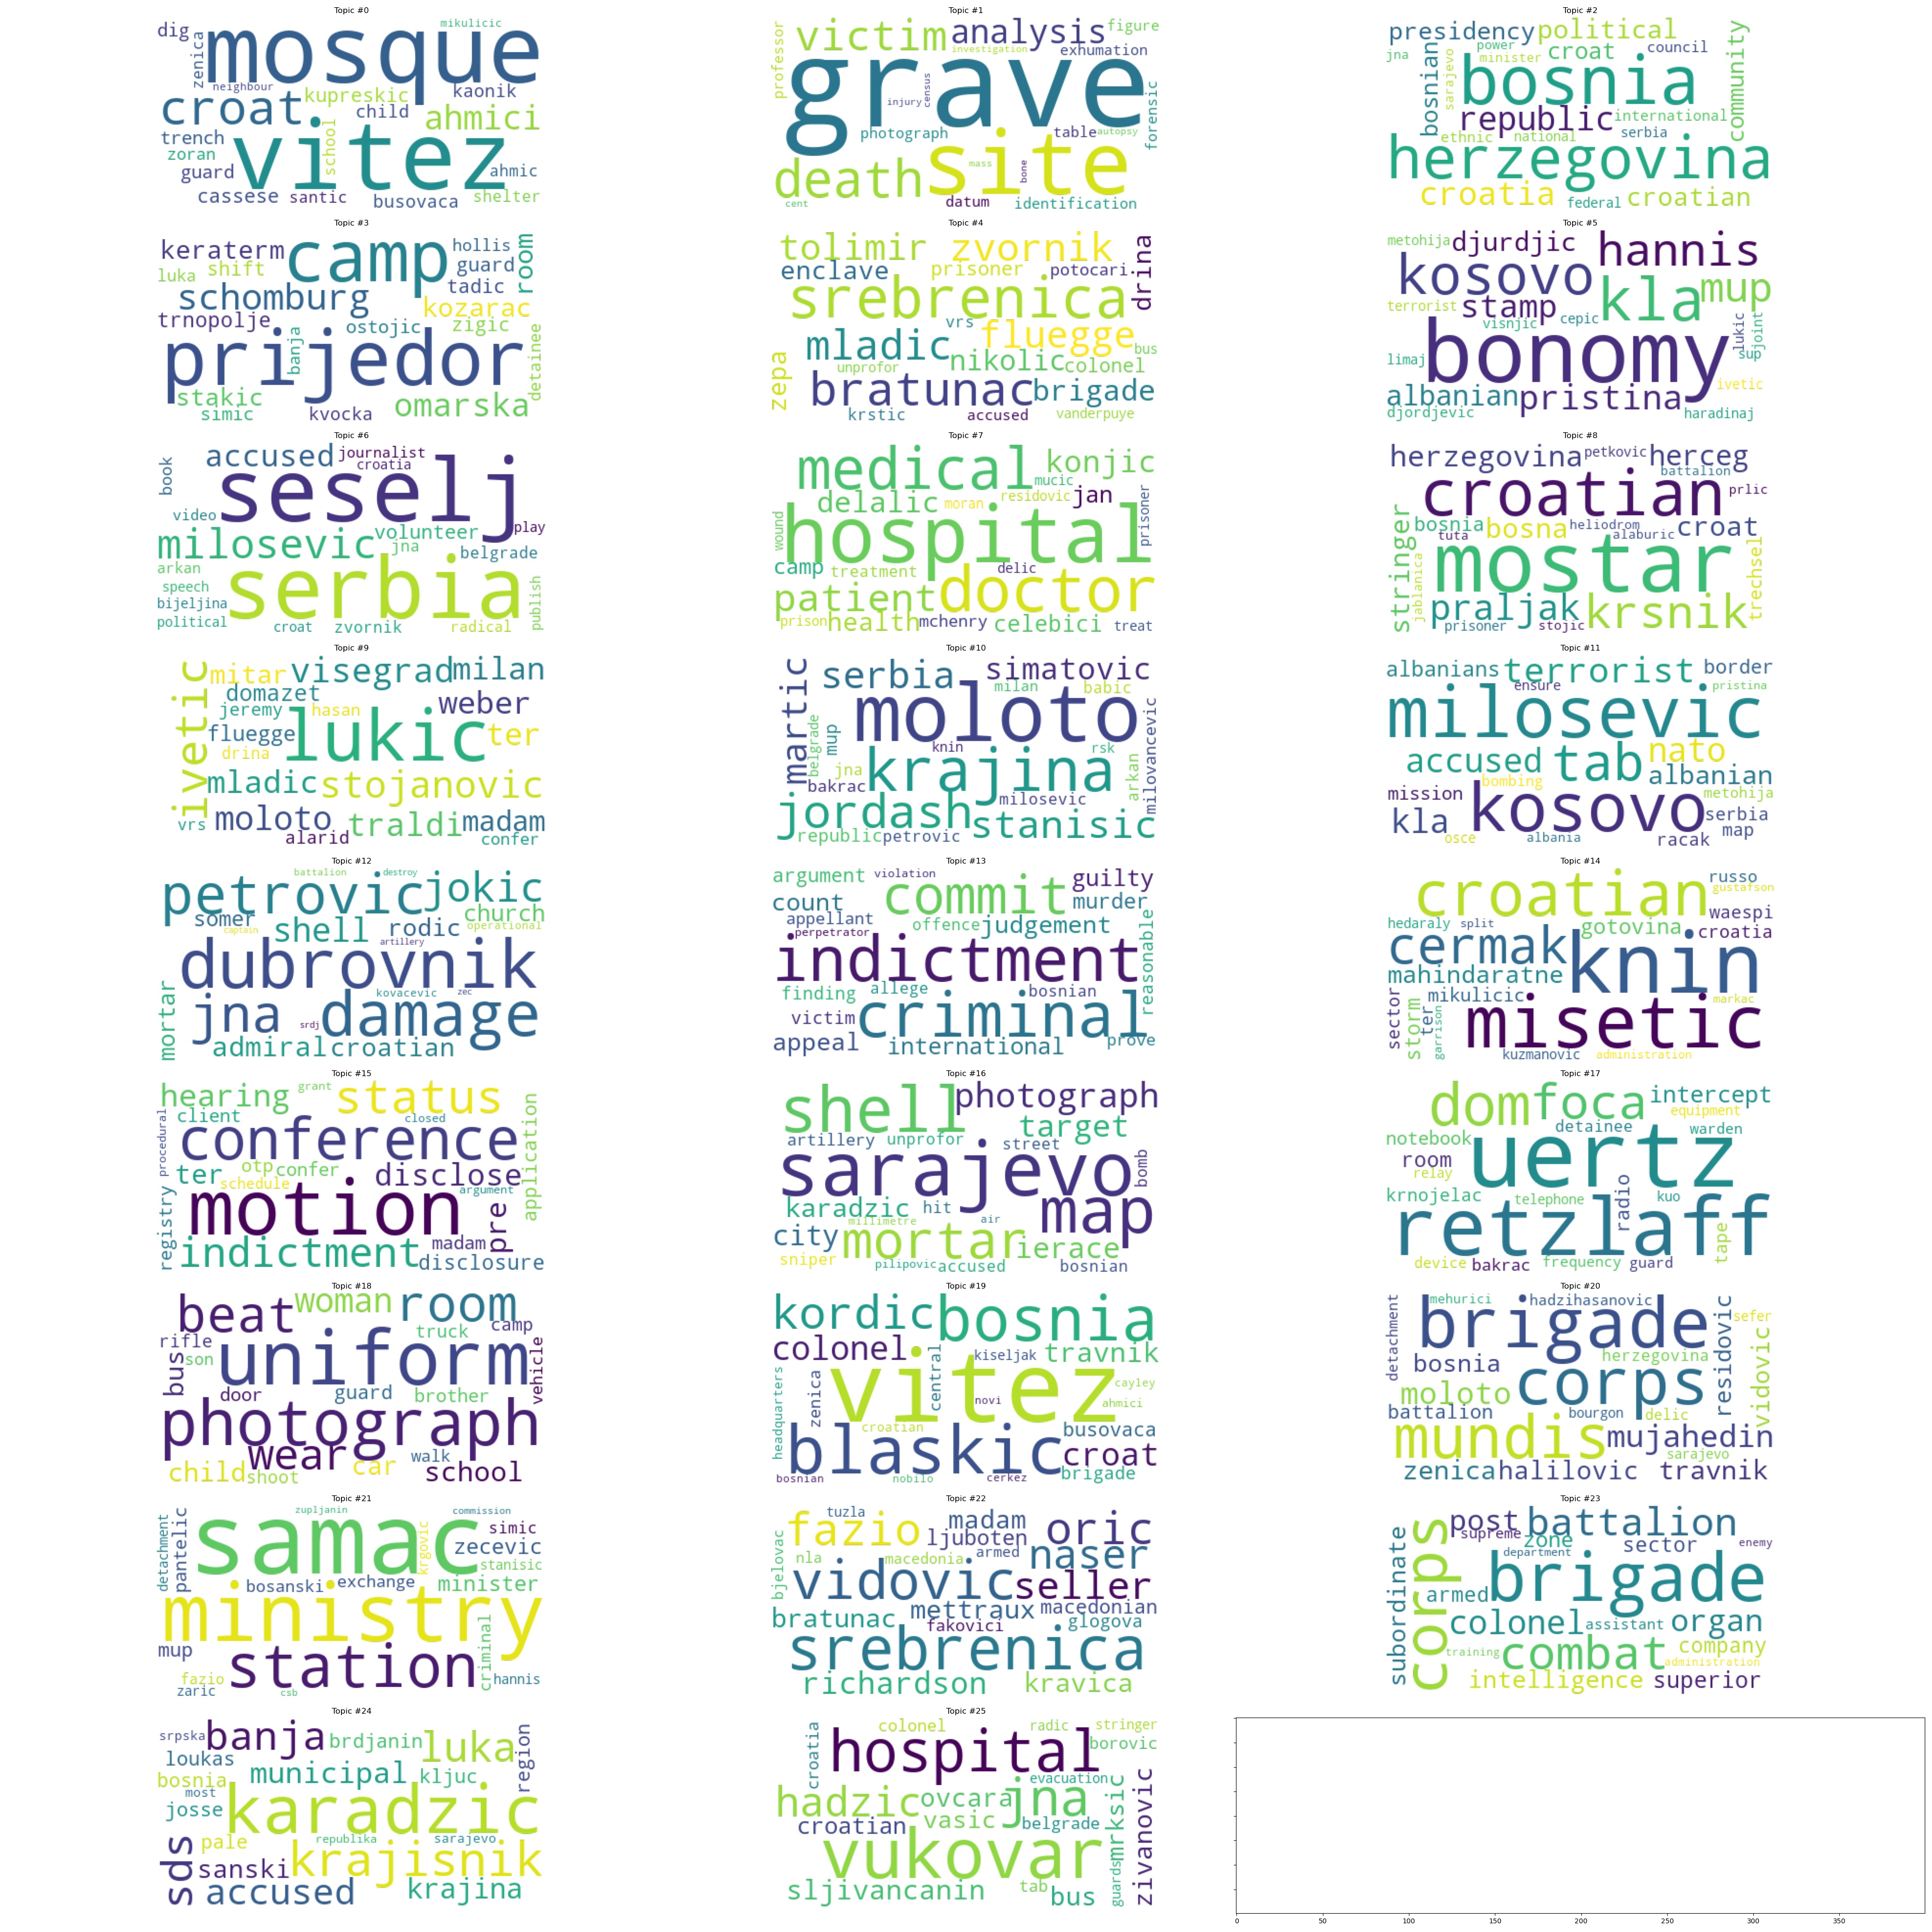 Topic #0
dig mikulicic
mosque
zenica
neighbour
croat kupreskic kaonik
child ahmici
trench school
zoran vitez
guard ahmic
cassese santic busovaca shelter
Topic #1
professor victim analysis figure
investigation exhumation
grave
injury census forensic
photograph table autopsy
death site mass bone
cent datum identification
Topic #2
presidency political
jna power croat council
minister
bosnian sarajevo bosnia community
republic international
ethnic national serbia
herzegovina
croatia federal croatian
Topic #3
keraterm camp hollis room
luka shift guard
schomburg tadic
kozarac
trnopolje ostojic zigic
banja detainee
prijedor
stakic
simic kvocka omarska
Topic #4
tolimir zvornik drina
enclave prisoner potocari
srebrenica
vrs fluegge
mladic nikolic bus
zepa unprofor colonel
bratunac brigade
krstic accused vanderpuye
Topic #5
metohija djurdjic hannis
kosovo kla mup
terrorist stamp
visnjic cepic lukic joint
limaj bonomy sup
ivetic
albanian pristina
djordjevic haradinaj
Topic #6
book accused journalist
croatia
seselj
video play
milosevic volunteer
jna belgrade
arkan
speech serbia publish
bijeljina
political croat zvornik radical
Topic #7
medical konjic
mucic
delalic moran residovic jan
wound hospital prisoner
camp treatment delic
patient doctor
prison health mchenry celebici treat
Topic #8
herzegovina petkovic herceg
battalion
croatian prlic
stringer bosnia bosna heliodrom croat
tuta alaburic
jablanica mostar trechsel
praljak krsnik
prisoner stojic
Topic #9
ivetic mitar visegrad milan
domazet weber
jeremy hasan
fluegge lukic ter
drina
mladic stojanovic
vrs moloto traldi madam
alarid confer
Topic #10
martic serbia simatovic
milan babic
belgrade moloto
mup knin rsk arkan milovancevic
jna krajina
bakrac milosevic
jordash stanisic
republic petrovic
Topic #11
albanians terrorist border
ensure pristina
milosevic
accused tab nato
bombing albanian
mission kosovo metohija
kla serbia
osce albania racak map
Topic #12
battalion destroy
petrovic jokic
somer church
captain shell rodic operational
artillery
dubrovnik
mortar kovacevic zec
jna srdj damage
admiral croatian
Topic #13
argument violation guilty
count commit murder
appellant offence judgement
perpetrator
indictment reasonable
finding allege bosnian
victim criminal
appeal international prove
Topic #14
croatian russo
gustafson
hedaraly split gotovina waespi
cermak croatia
mahindaratne knin
sector mikulicic markac
storm ter garrison misetic
kuzmanovic administration
Topic #15
hearing grant status
client closed
procedural conference application
ter otp confer disclose
schedule argument
registry motion pre
madam
indictment disclosure
Topic #16
shell photograph
target
artillery unprofor street
sarajevo bomb
karadzic hit map
millimetre air
city mortar ierace
sniper pilipovic accused bosnian
Topic #17
dom foca intercept
equipment
notebook detainee warden
room uertz
relay
krnojelac telephone radio kuo
retzlaff tape
device bakrac frequency guard
Topic #18
beat woman room
rifle truck camp
bus son uniform vehicle
door guard brother
photograph
wear walk
child shoot car school
Topic #19
kordic bosnia
colonel kiseljak travnik
headquarters zenica vitez central novi cayley
ahmici
croatian busovaca
blaskic croat
bosnian nobilo cerkez brigade
Topic #20
detachment mehurici hadzihasanovic sefer
brigade residovic vidovic
bosnia herzegovina
moloto corps
battalion bourgon delic
mundis mujahedin
sarajevo
zenica halilovic travnik
Topic #21
detachment zupljanin commission
pantelic samac krgovic simic
zecevic
stanisic
bosanski exchange minister
ministry criminal
mup station
fazio hannis
zaric csb
Topic #22
tuzla madam
fazio ljuboten oric
bjelovac nla macedonia armed naser
vidovic seller
bratunac mettraux macedonian
fakovici glogova
srebrenica
richardson kravica
Topic #23
subordinate corps post battalion
supreme zone sector enemy
department
armed brigade
colonel assistant organ
training combat company
administration
intelligence superior
Topic #24
srpska banja brdjanin luka region
loukas
bosnia municipal kljuc
most
josse karadzic
sds pale republika sarajevo
sanski krajisnik
accused krajina
Topic #25
croatia colonel radic stringer
hospital borovic
evacuation
hadzic ovcara jna
croatian vasic belgrade mrksic zivanovic
vukovar guards
sljivancanin tab bus
0 50 100 150 200 250 300 350